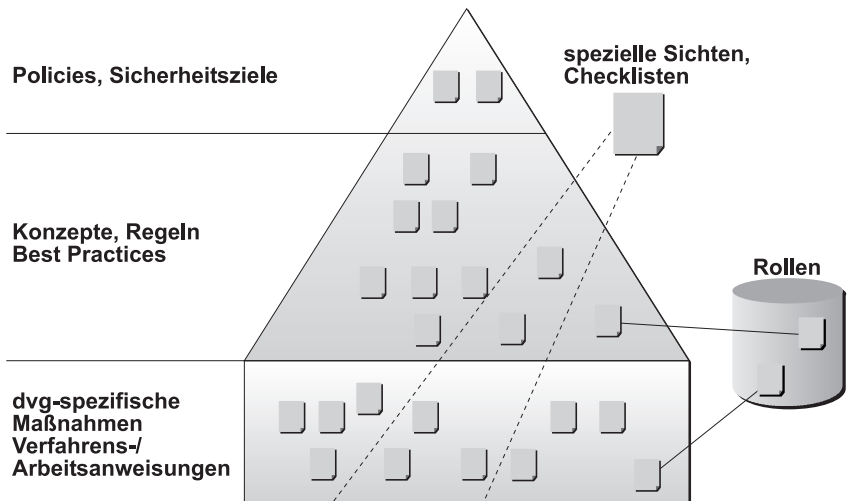 Policies, Sicherheitsziele
spezielle Sichten,
Checklisten
Konzepte, Regeln
Best Practices
Rollen
dvg-spezifische
Maßnahmen
Verfahrens-/
Arbeitsanweisungen